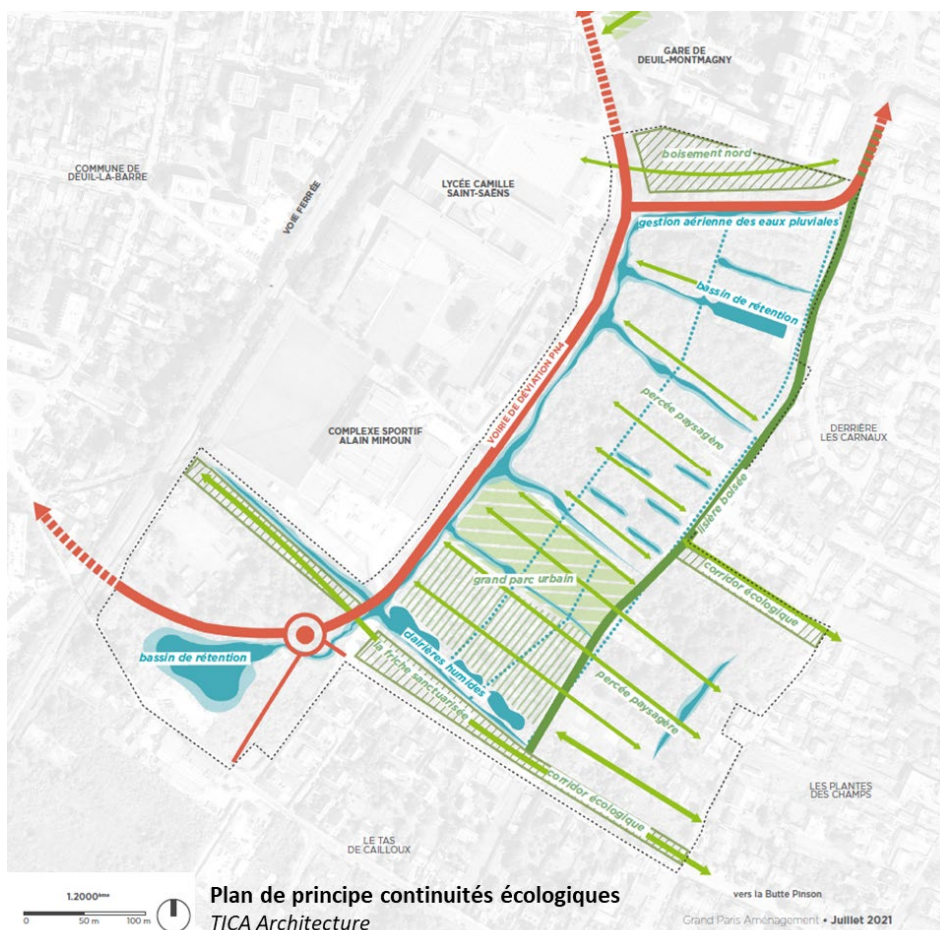 GARE DE
DEUIL-MONTMAGNY
boisement nord
COMMUNE DE
DEUIL-LA-BARRE
LYCÉE CAMILLE
SAINT-SAËNS
VOIE FERRÉE
gestion aérienne des eaux pluviales
bassin de rétention
VOIRIE DE DÉVIATION PN4
percée paysagère
COMPLEXE SPORTIF
ALAIN MIMOUN
DERRIÈRE
LES CARNAUX
lisière boisée
corridor écologique
grand parc urbain
bassin de rétention
clairières humides
la friche sanctuarisée
percée paysagère
corridor écologique
LES PLANTES
DES CHAMPS
LE TAS
DE CAILLOUX
vers la Butte Pinson
1.2000ème
0 50 m 100 m
Plan de principe continuités écologiques
TICA Architecture
Grand Paris Aménagement • Juillet 2021